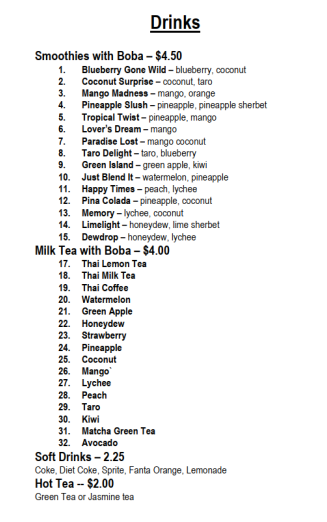 Drinks
Smoothies with Boba – $4.50
1. Blueberry Gone Wild – blueberry, coconut
2. Coconut Surprise – coconut, taro
3. Mango Madness – mango, orange
4. Pineapple Slush – pineapple, pineapple sherbet
5. Tropical Twist – pineapple, mango
6. Lover's Dream – mango
7. Paradise Lost – mango coconut
8. Taro Delight – taro, blueberry
9. Green Island – green apple, kiwi
10. Just Blend It – watermelon, pineapple
11. Happy Times – peach, lychee
12. Pina Colada – pineapple, coconut
13. Memory – lychee, coconut
14. Limelight – honeydew, lime sherbet
15. Dewdrop – honeydew, lychee
Milk Tea with Boba – $4.00
17. Thai Lemon Tea
18. Thai Milk Tea
19. Thai Coffee
20. Watermelon
21. Green Apple
22. Honeydew
23. Strawberry
24. Pineapple
25. Coconut
26. Mango`
27. Lychee
28. Peach
29. Taro
30. Kiwi
31. Matcha Green Tea
32. Avocado
Soft Drinks – 2.25
Coke, Diet Coke, Sprite, Fanta Orange, Lemonade
Hot Tea -- $2.00
Green Tea or Jasmine tea